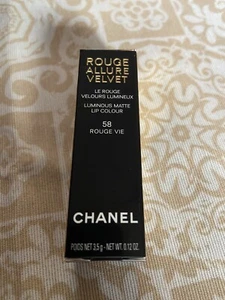 ROUGE
ALLURE
VELVET
LE ROUGE
VELOURS LUMINEUX
LUMINOUS MATTE
LIP COLOUR
58
ROUGE VIE
CHANEL
POIDS NET 3.5 g - NET WT. 0.12 OZ.